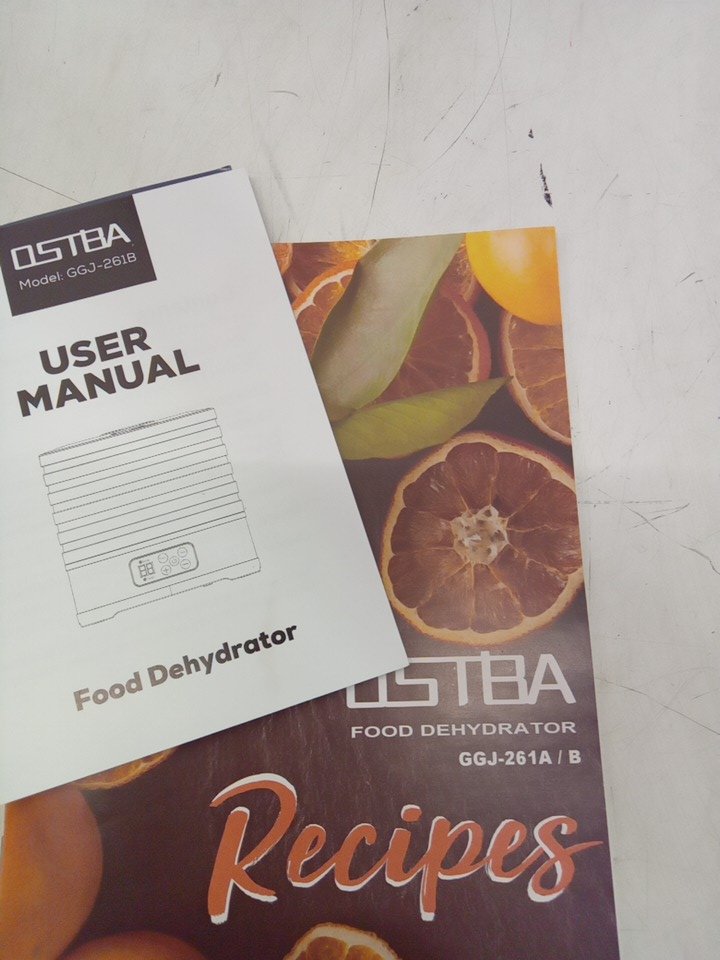 OSTBA
Model: GGJ-261B
USER
MANUAL
Food Dehydrator
OSTBA
FOOD DEHYDRATOR
GGJ-261A / B
Recipes